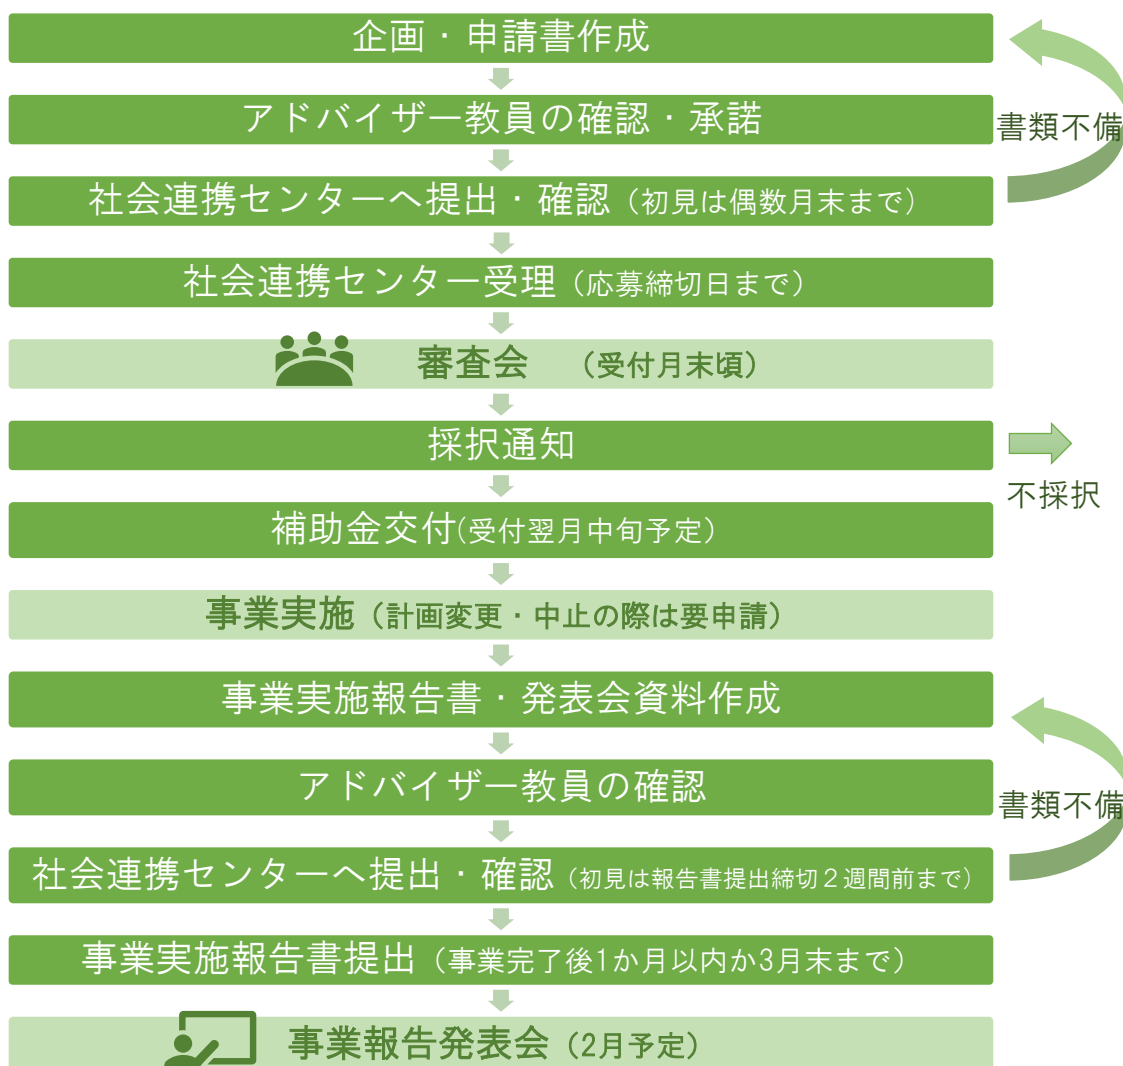 企画・申請書作成
アドバイザー教員の確認・承諾
書類不備
社会連携センターへ提出・確認（初見は偶数月末まで）
社会連携センター受理（応募締切日まで）
審査会　（受付月末頃）
採択通知
不採択
補助金交付(受付翌月中旬予定）
事業実施（計画変更・中止の際は要申請）
事業実施報告書・発表会資料作成
アドバイザー教員の確認
書類不備
社会連携センターへ提出・確認（初見は報告書提出締切２週間前まで）
事業実施報告書提出（事業完了後1か月以内か3月末まで）
事業報告発表会（2月予定）